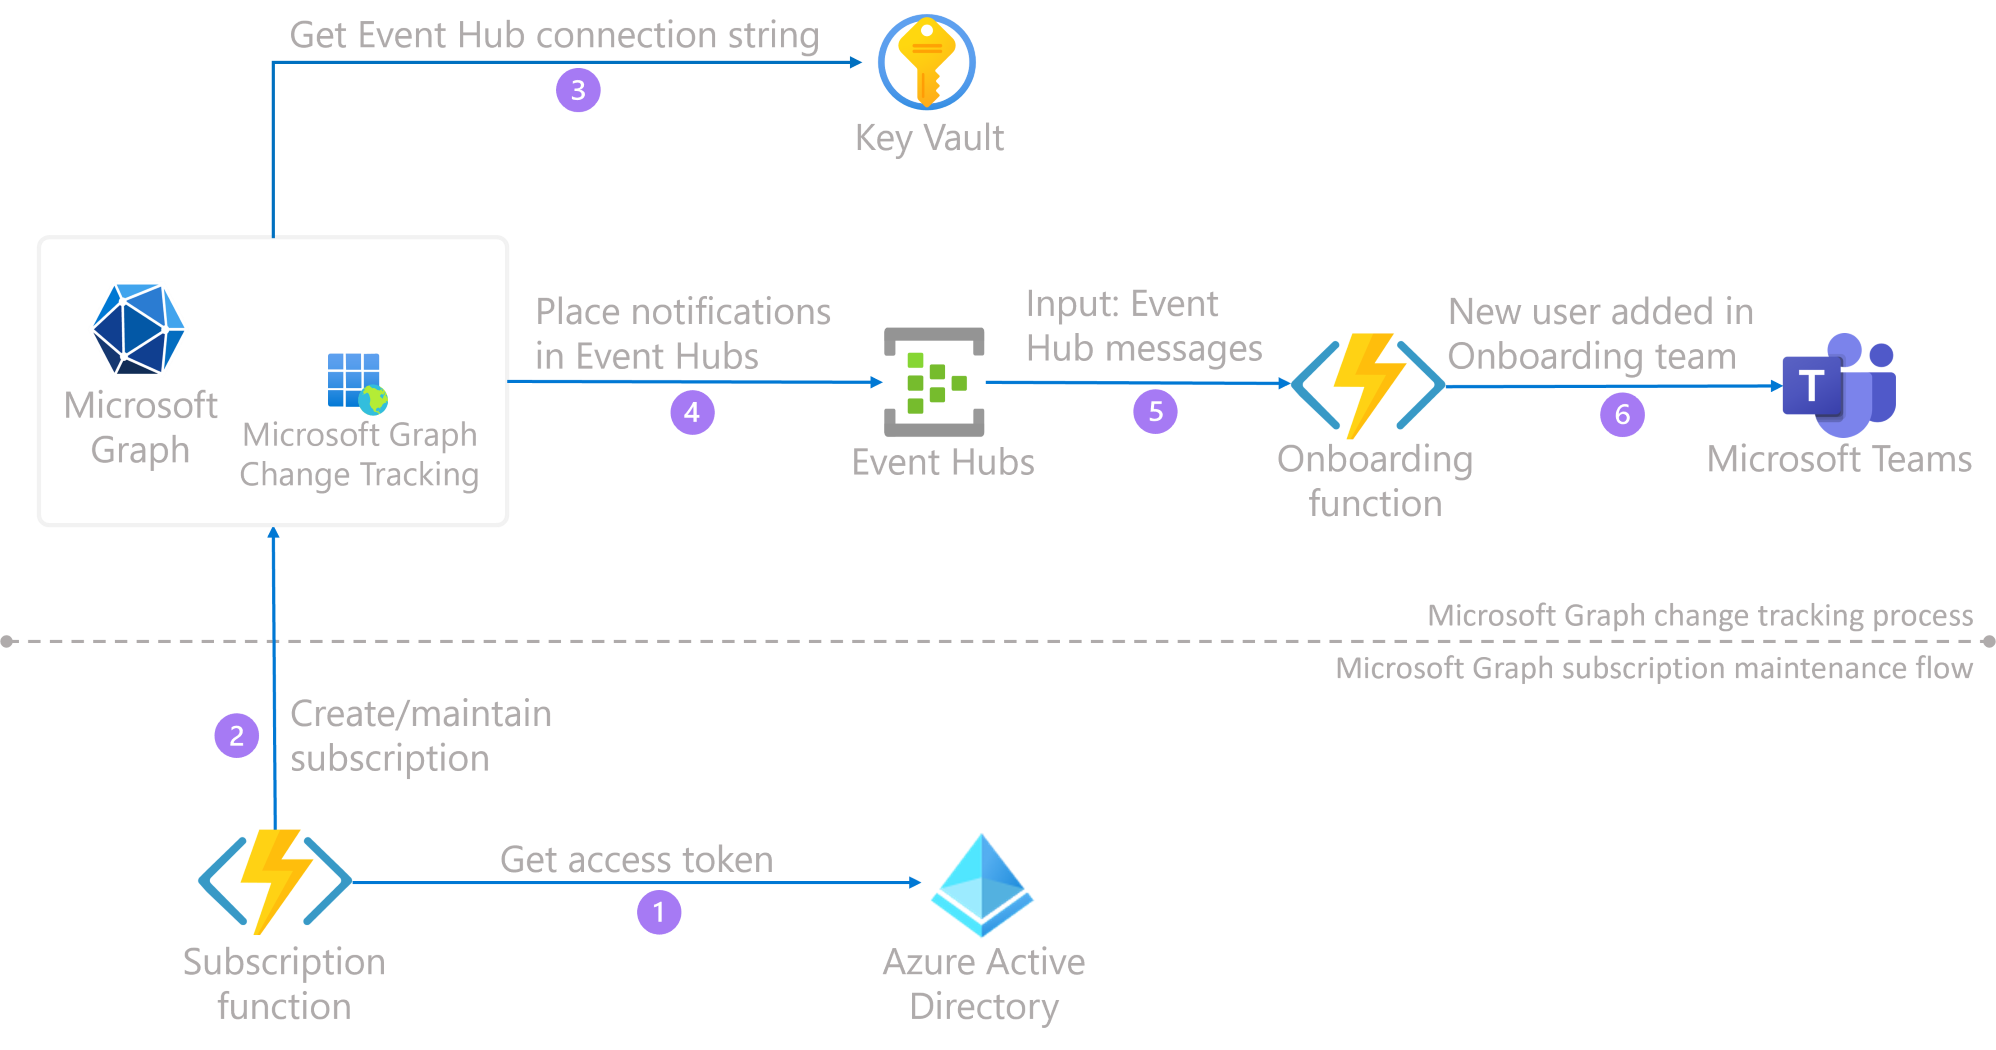 Get Event Hub connection string
3
Key Vault
Microsoft
Graph
Microsoft Graph
Change Tracking
Place notifications
in Event Hubs
4
Event Hubs
Input: Event
Hub messages
5
Onboarding
function
New user added in
Onboarding team
6
T
Microsoft Teams
Microsoft Graph change tracking process
Microsoft Graph subscription maintenance flow
2
Create/maintain
subscription
Subscription
function
Get access token
1
Azure Active
Directory